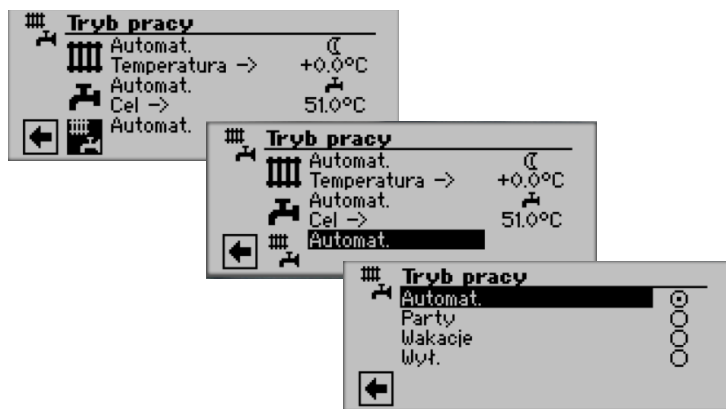 Tryb pracy
Automat.
Temperatura -> +0.0°C
Automat.
Cel -> 51.0°C
Automat.
Tryb pracy
Automat.
Temperatura -> +0.0°C
Automat.
Cel -> 51.0°C
Automat.
Tryb pracy
Automat.
Party
Wakacje
Wył.